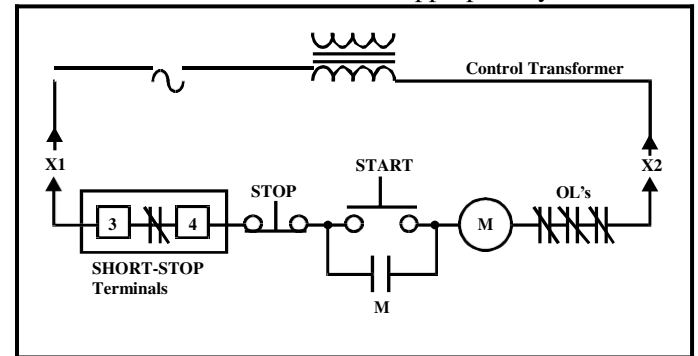 Control Transformer
X1
X2
START
STOP
OL's
3
4
M
SHORT-STOP
Terminals
M